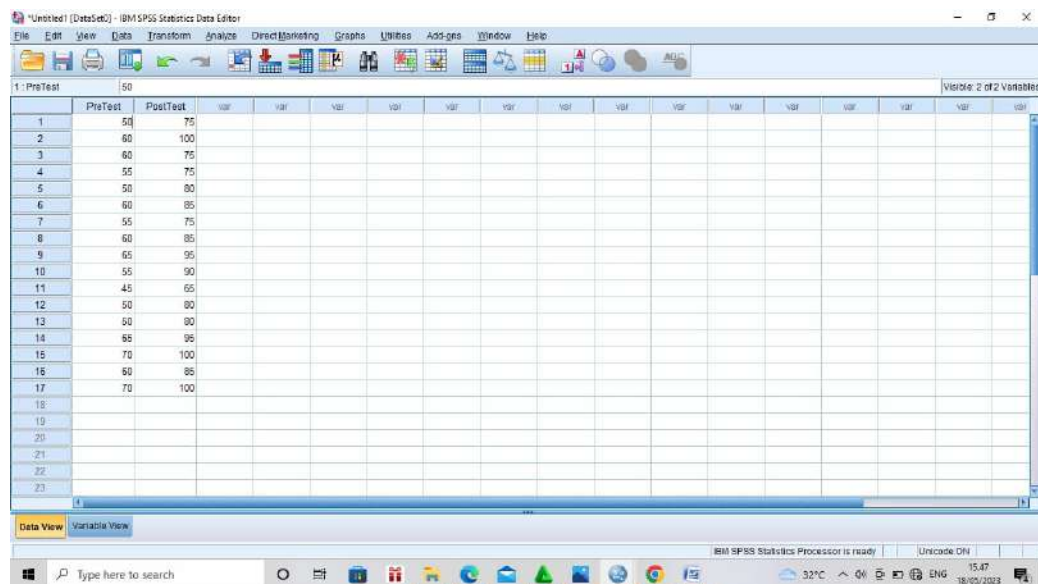 *Untitled1 [DataSet0] - IBM SPSS Statistics Data Editor
File Edit View Data Transform Analyze Direct Marketing Graphs Utilities Add-ons Window Help
1 : PreTest 50 Visible: 2 of 2 Variables
PreTest PostTest var var var var var var var var var var var var var var
1 50 75
2 60 100
3 60 75
4 55 75
5 50 80
6 60 85
7 55 75
8 60 85
9 65 95
10 55 90
11 45 65
12 50 80
13 50 80
14 65 95
15 70 100
16 60 85
17 70 100
18
19
20
21
22
23
Data View Variable View
IBM SPSS Statistics Processor is ready Unicode:ON
Type here to search 32°C ENG 15.47
18/05/2023